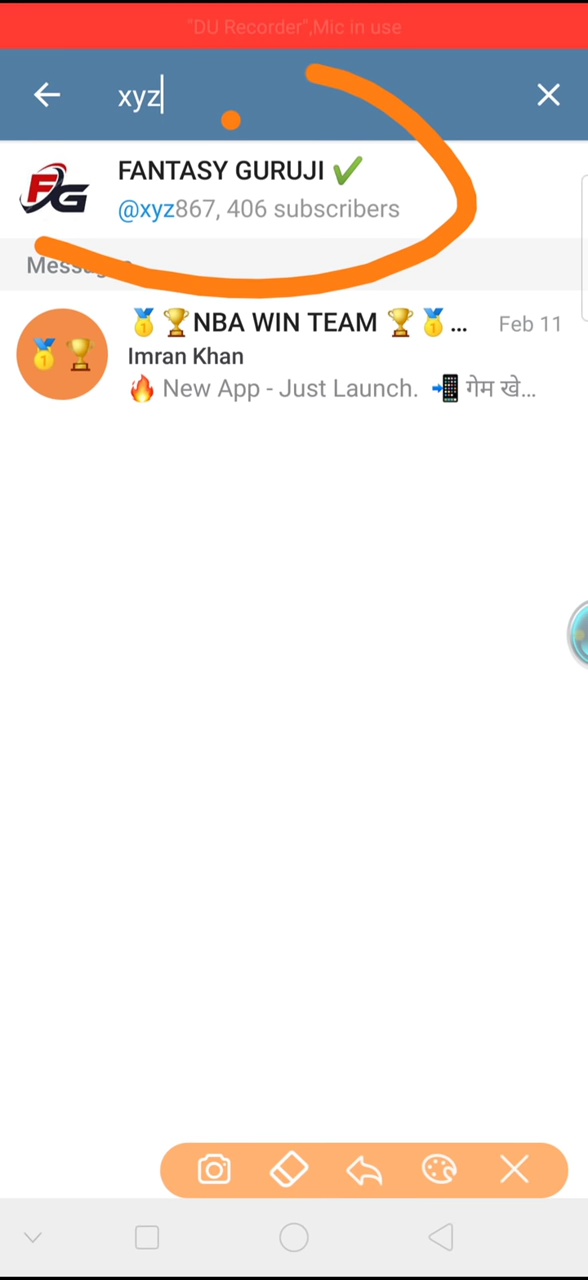 "DU Recorder",Mic in use
xyz
FG
FANTASY GURUJI ✔
@xyz867, 406 subscribers
🥇🏆NBA WIN TEAM 🏆🥇...
Feb 11
Imran Khan
🔥 New App - Just Launch. 📲 गेम खे...